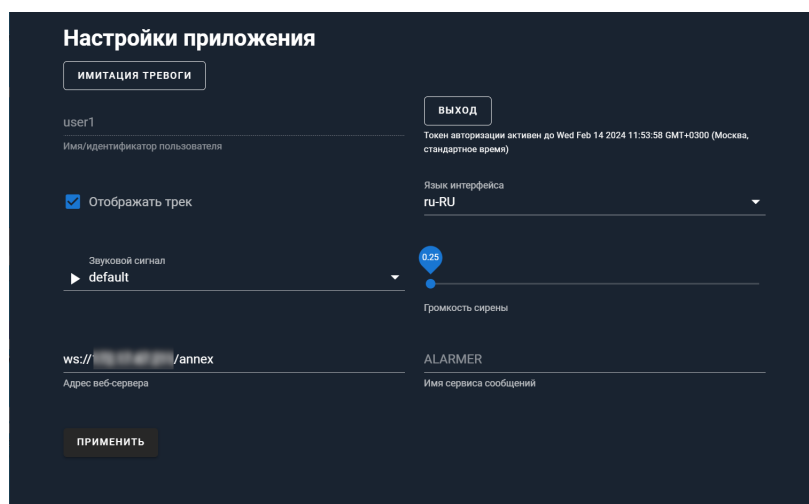 Настройки приложения
ИМИТАЦИЯ ТРЕВОГИ
user1
Имя/идентификатор пользователя
ВЫХОД
Токен авторизации активен до Wed Feb 14 2024 11:53:58 GMT+0300 (Москва,
стандартное время)
Отображать трек
Язык интерфейса
ru-RU
Звуковой сигнал
default
0.25
Громкость сирены
ws:// /annex
Адрес веб-сервера
ALARMER
Имя сервиса сообщений
ПРИМЕНИТЬ